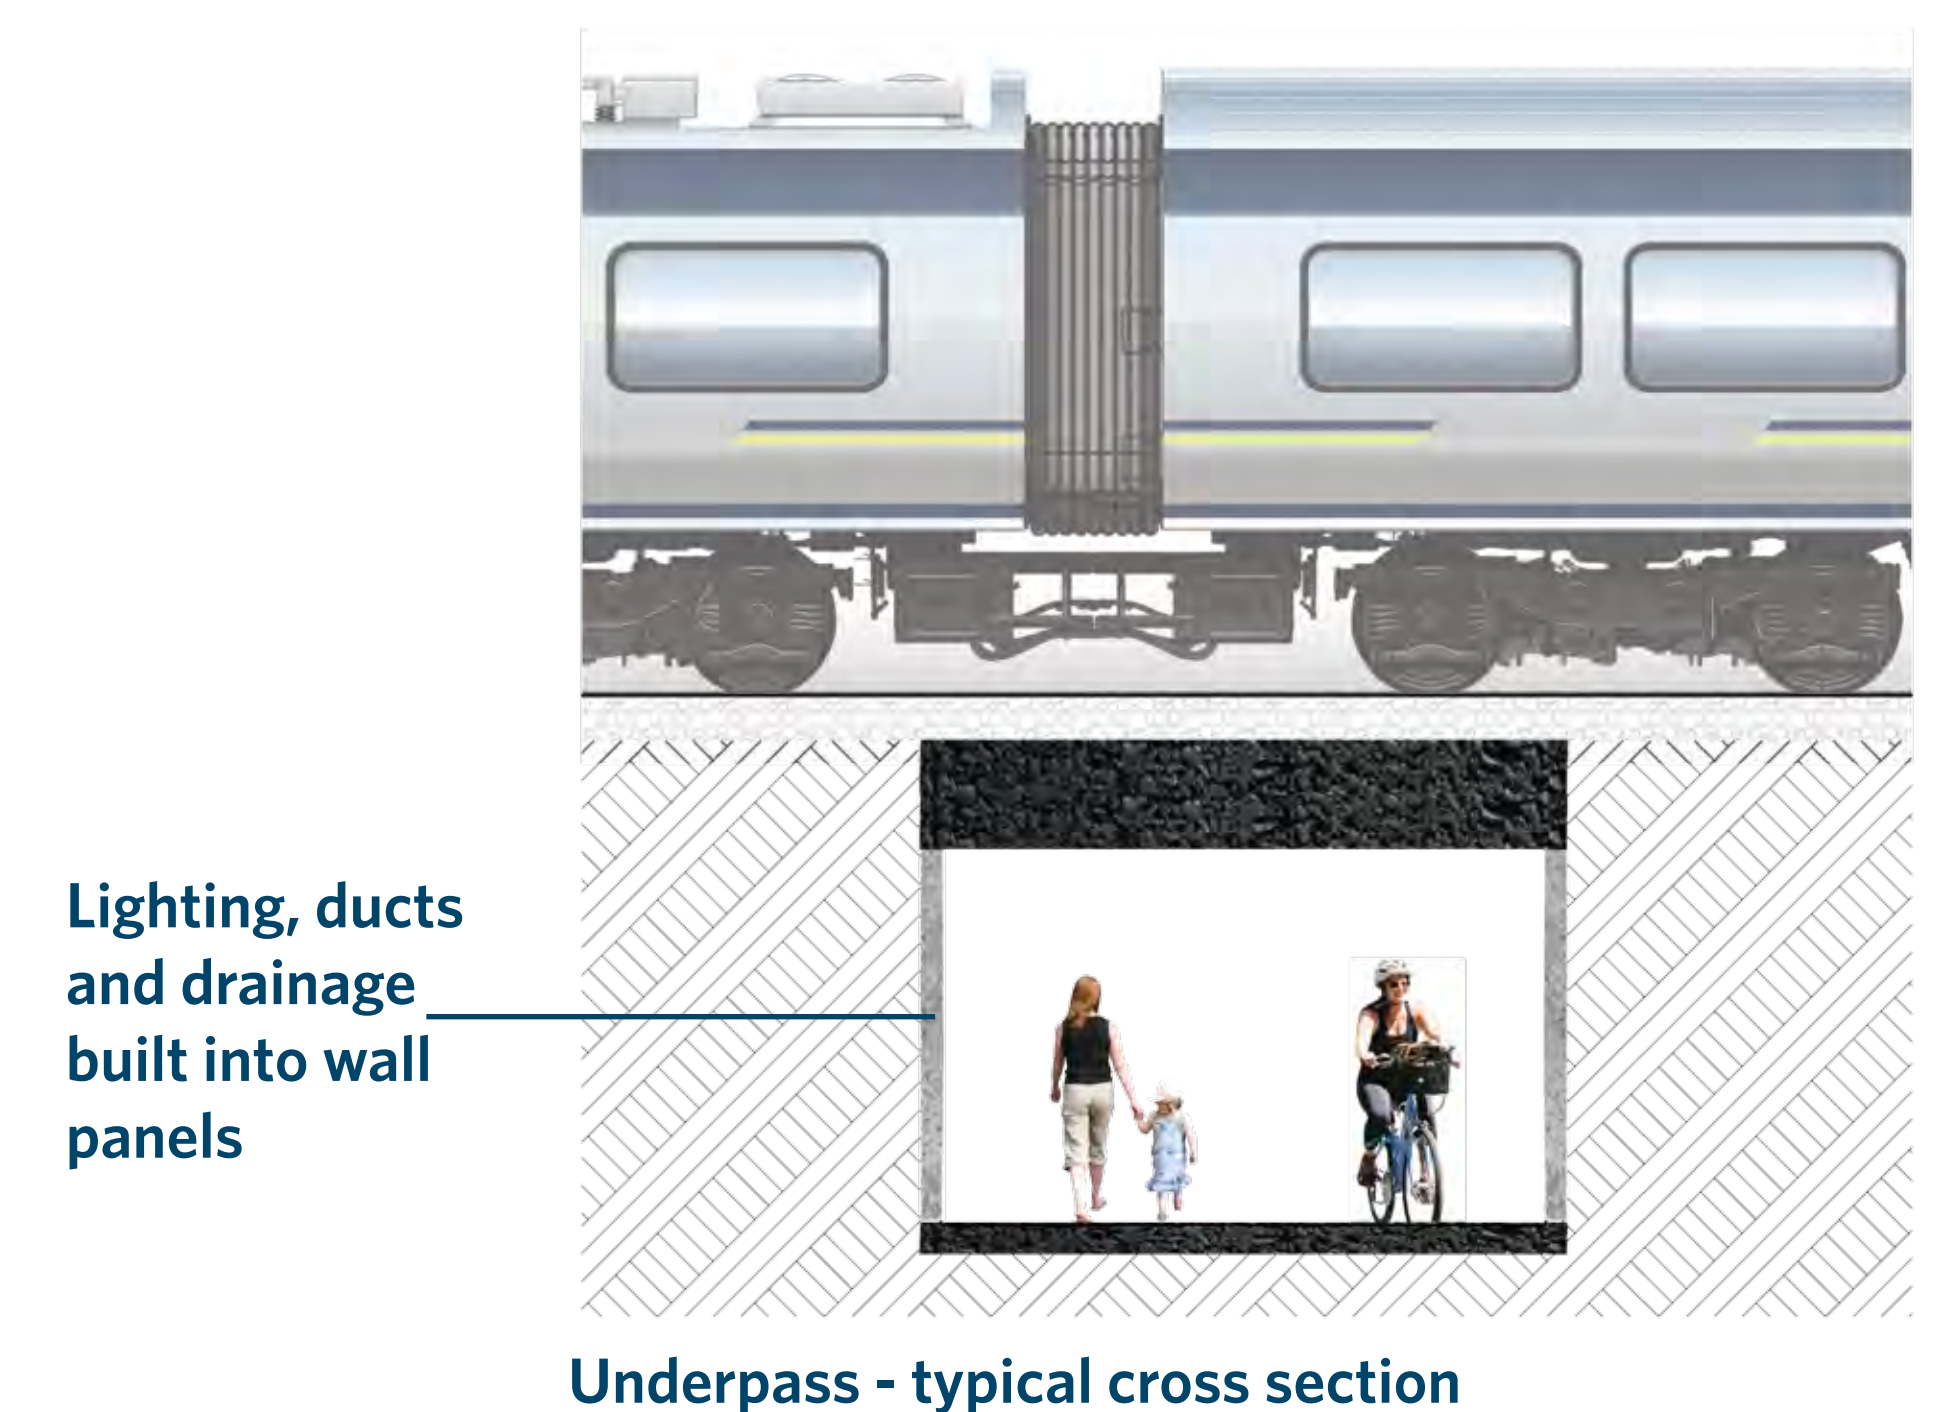 Lighting, ducts
and drainage
built into wall
panels
Underpass - typical cross section